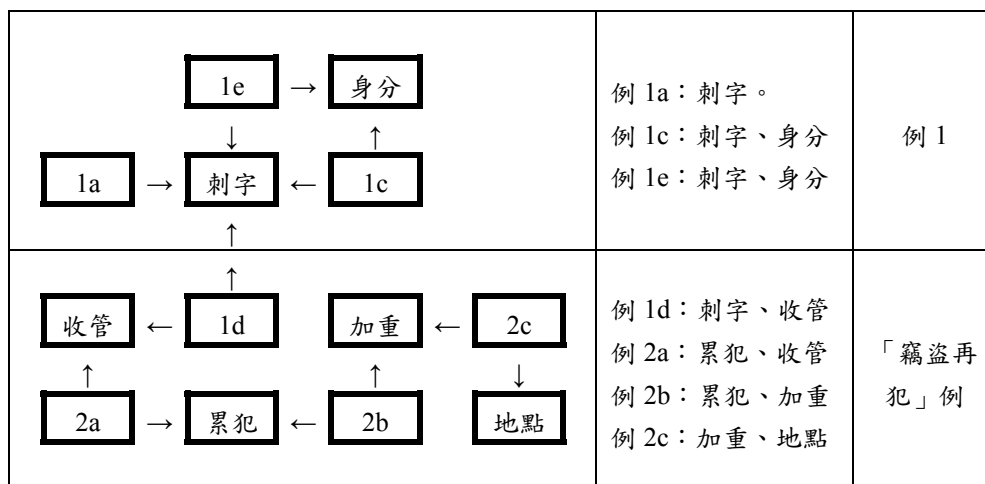 1e → 身分
↓ ↑
1a → 刺字 ← 1c
↑
例 1a：刺字。
例 1c：刺字、身分
例 1e：刺字、身分
例 1
↑
收管 ← 1d 加重 ← 2c
↑ ↑ ↓
2a → 累犯 ← 2b 地點
例 1d：刺字、收管
例 2a：累犯、收管
例 2b：累犯、加重
例 2c：加重、地點
「竊盜再
犯」例